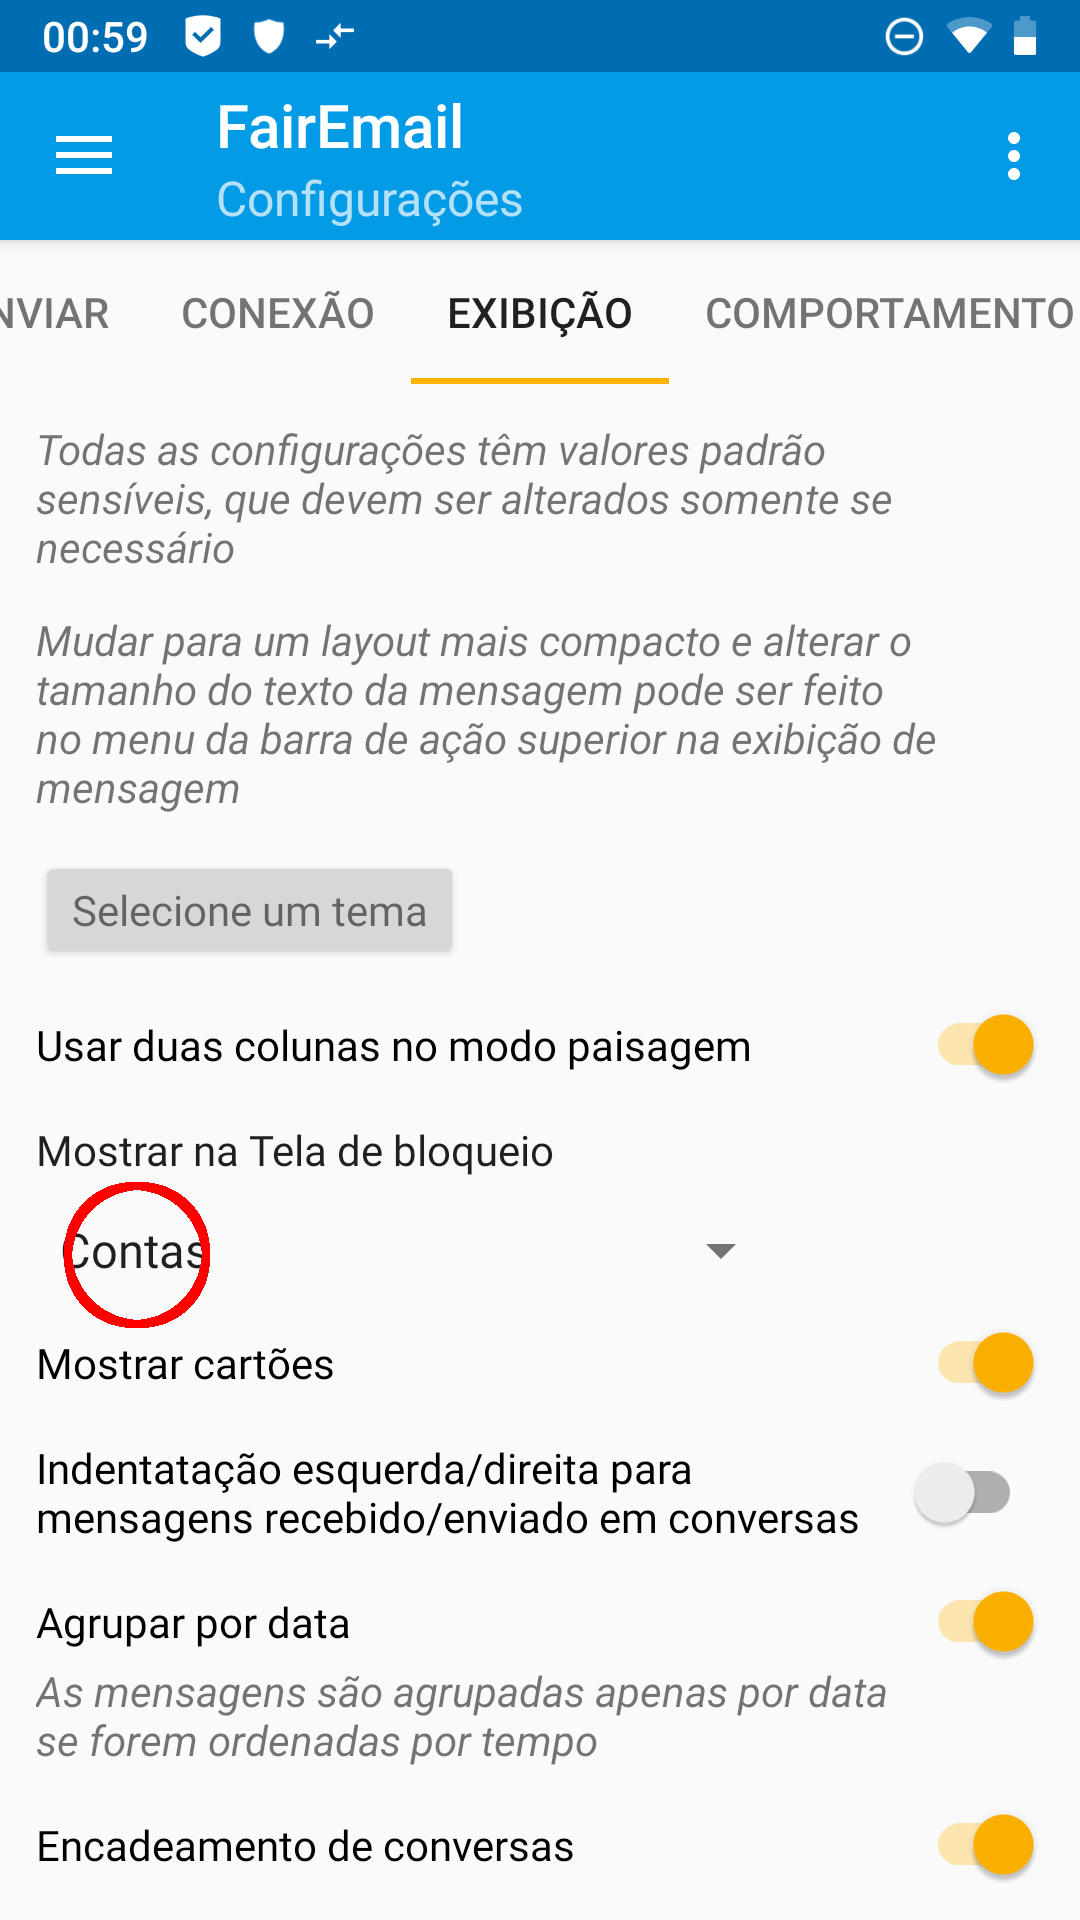 00:59
FairEmail
Configurações
NVIAR CONEXÃO EXIBIÇÃO COMPORTAMENTO
Todas as configurações têm valores padrão
sensíveis, que devem ser alterados somente se
necessário
Mudar para um layout mais compacto e alterar o
tamanho do texto da mensagem pode ser feito
no menu da barra de ação superior na exibição de
mensagem
Selecione um tema
Usar duas colunas no modo paisagem
Mostrar na Tela de bloqueio
Contas
Mostrar cartões
Indentatação esquerda/direita para
mensagens recebido/enviado em conversas
Agrupar por data
As mensagens são agrupadas apenas por data
se forem ordenadas por tempo
Encadeamento de conversas